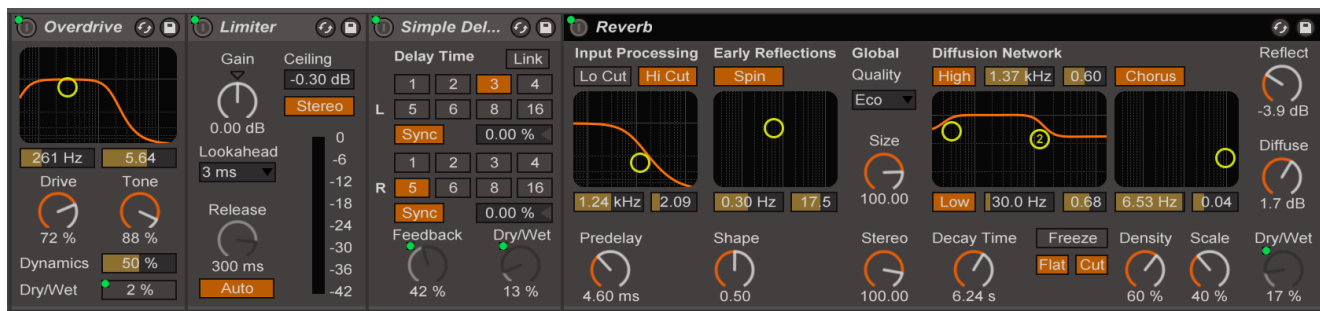 Overdrive
261 Hz 5.64
Drive Tone
72 % 88 %
Dynamics 50 %
Dry/Wet 2 %
Limiter
Gain Ceiling
-0.30 dB
Stereo
0.00 dB
Lookahead
3 ms
Release
300 ms
Auto
0
-6
-12
-18
-24
-30
-36
-42
Simple Del...
Delay Time Link
1 2 3 4
L 5 6 8 16
Sync 0.00 %
1 2 3 4
R 5 6 8 16
Sync 0.00 %
Feedback Dry/Wet
42 % 13 %
Reverb
Input Processing
Lo Cut Hi Cut
1.24 kHz 2.09
Predelay
4.60 ms
Early Reflections
Spin
0.30 Hz 17.5
Shape
0.50
Global
Quality
Eco
Size
100.00
Stereo
100.00
Diffusion Network
High 1.37 kHz 0.60 Chorus
2
Low 30.0 Hz 0.68 6.53 Hz 0.04
Decay Time Freeze Density Scale
Flat Cut
6.24 s 60 % 40 %
Reflect
-3.9 dB
Diffuse
1.7 dB
Dry/Wet
17 %